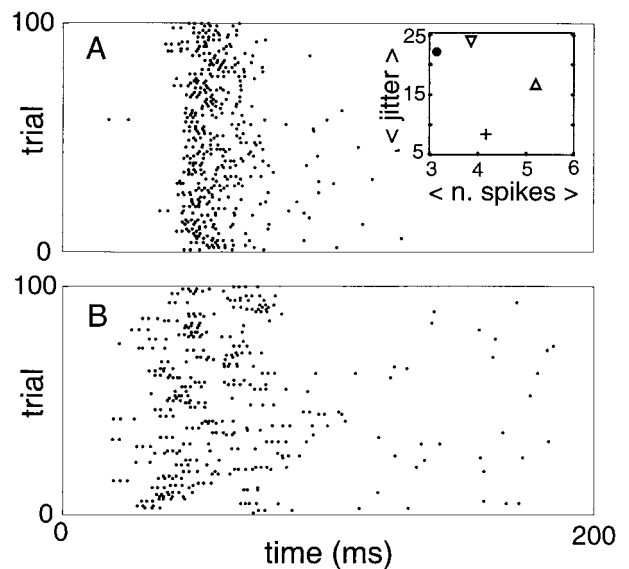 100
A
trial
0
25
15
5
< jitter >
3 4 5 6
< n. spikes >
100
B
trial
0
0 200
time (ms)